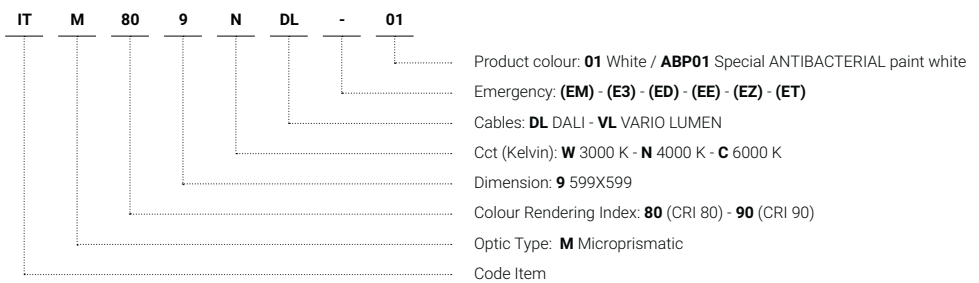 IT M 80 9 N DL - 01
Product colour: 01 White / ABP01 Special ANTIBACTERIAL paint white
Emergency: (EM) - (E3) - (ED) - (EE) - (EZ) - (ET)
Cables: DL DALI - VL VARIO LUMEN
Cct (Kelvin): W 3000 K - N 4000 K - C 6000 K
Dimension: 9 599X599
Colour Rendering Index: 80 (CRI 80) - 90 (CRI 90)
Optic Type: M Microprismatic
Code Item